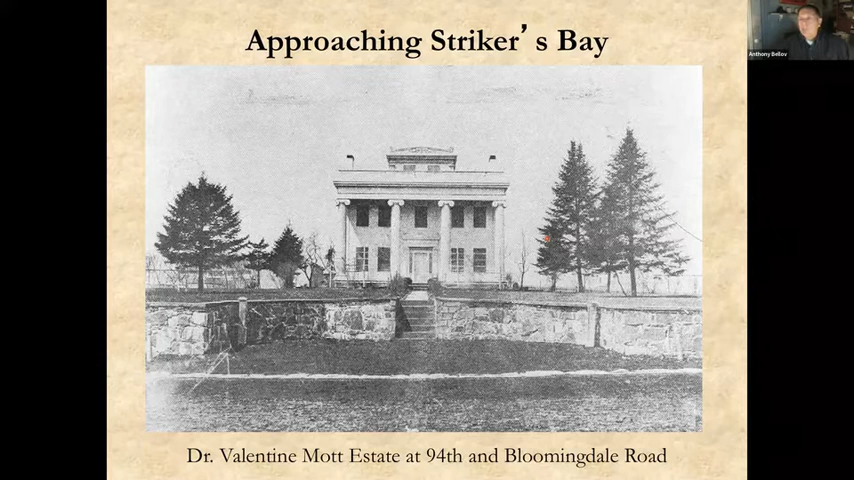 Approaching Striker's Bay
Anthony Bellov
Dr. Valentine Mott Estate at 94th and Bloomingdale Road